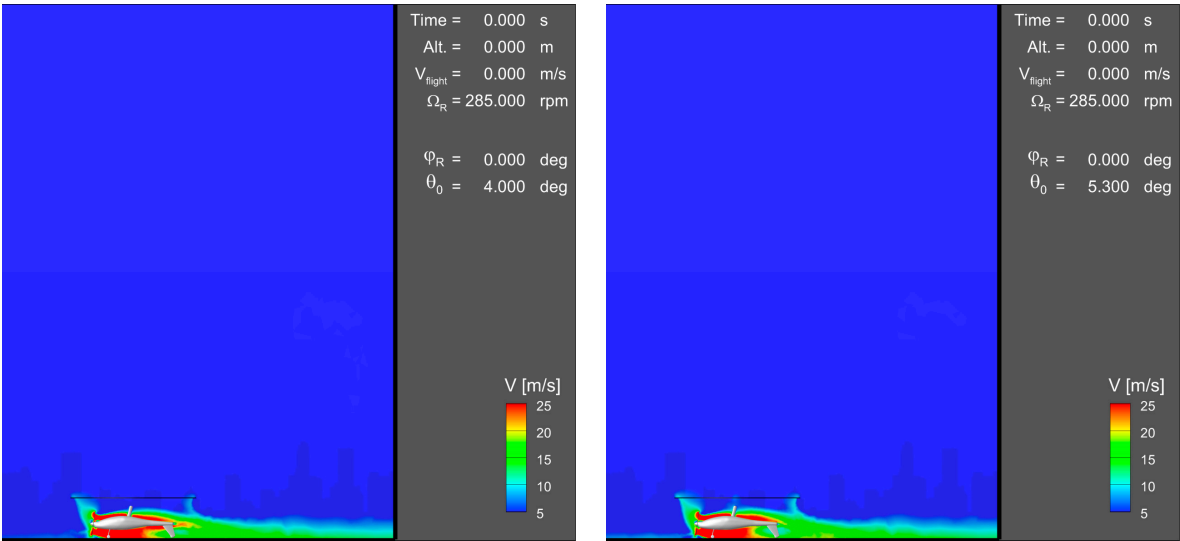 Time = 0.000 s
Alt. = 0.000 m
V_flight = 0.000 m/s
Ω_R = 285.000 rpm
φ_R = 0.000 deg
θ_0 = 4.000 deg
V [m/s]
25
20
15
10
5
Time = 0.000 s
Alt. = 0.000 m
V_flight = 0.000 m/s
Ω_R = 285.000 rpm
φ_R = 0.000 deg
θ_0 = 5.300 deg
V [m/s]
25
20
15
10
5